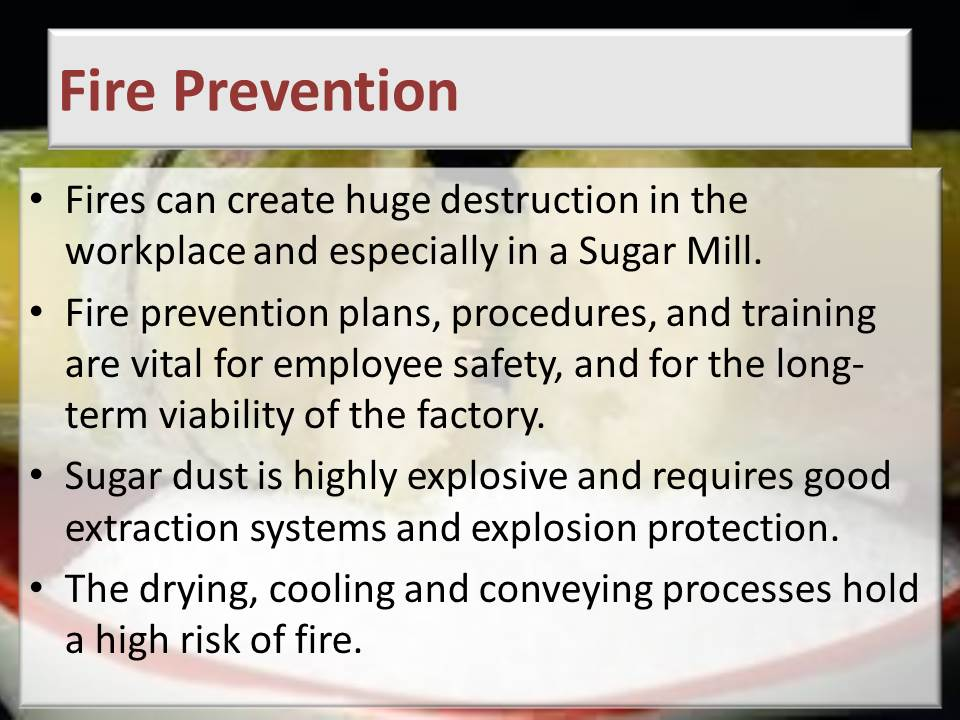 Fire Prevention
• Fires can create huge destruction in the
workplace and especially in a Sugar Mill.
• Fire prevention plans, procedures, and training
are vital for employee safety, and for the long-
term viability of the factory.
• Sugar dust is highly explosive and requires good
extraction systems and explosion protection.
• The drying, cooling and conveying processes hold
a high risk of fire.